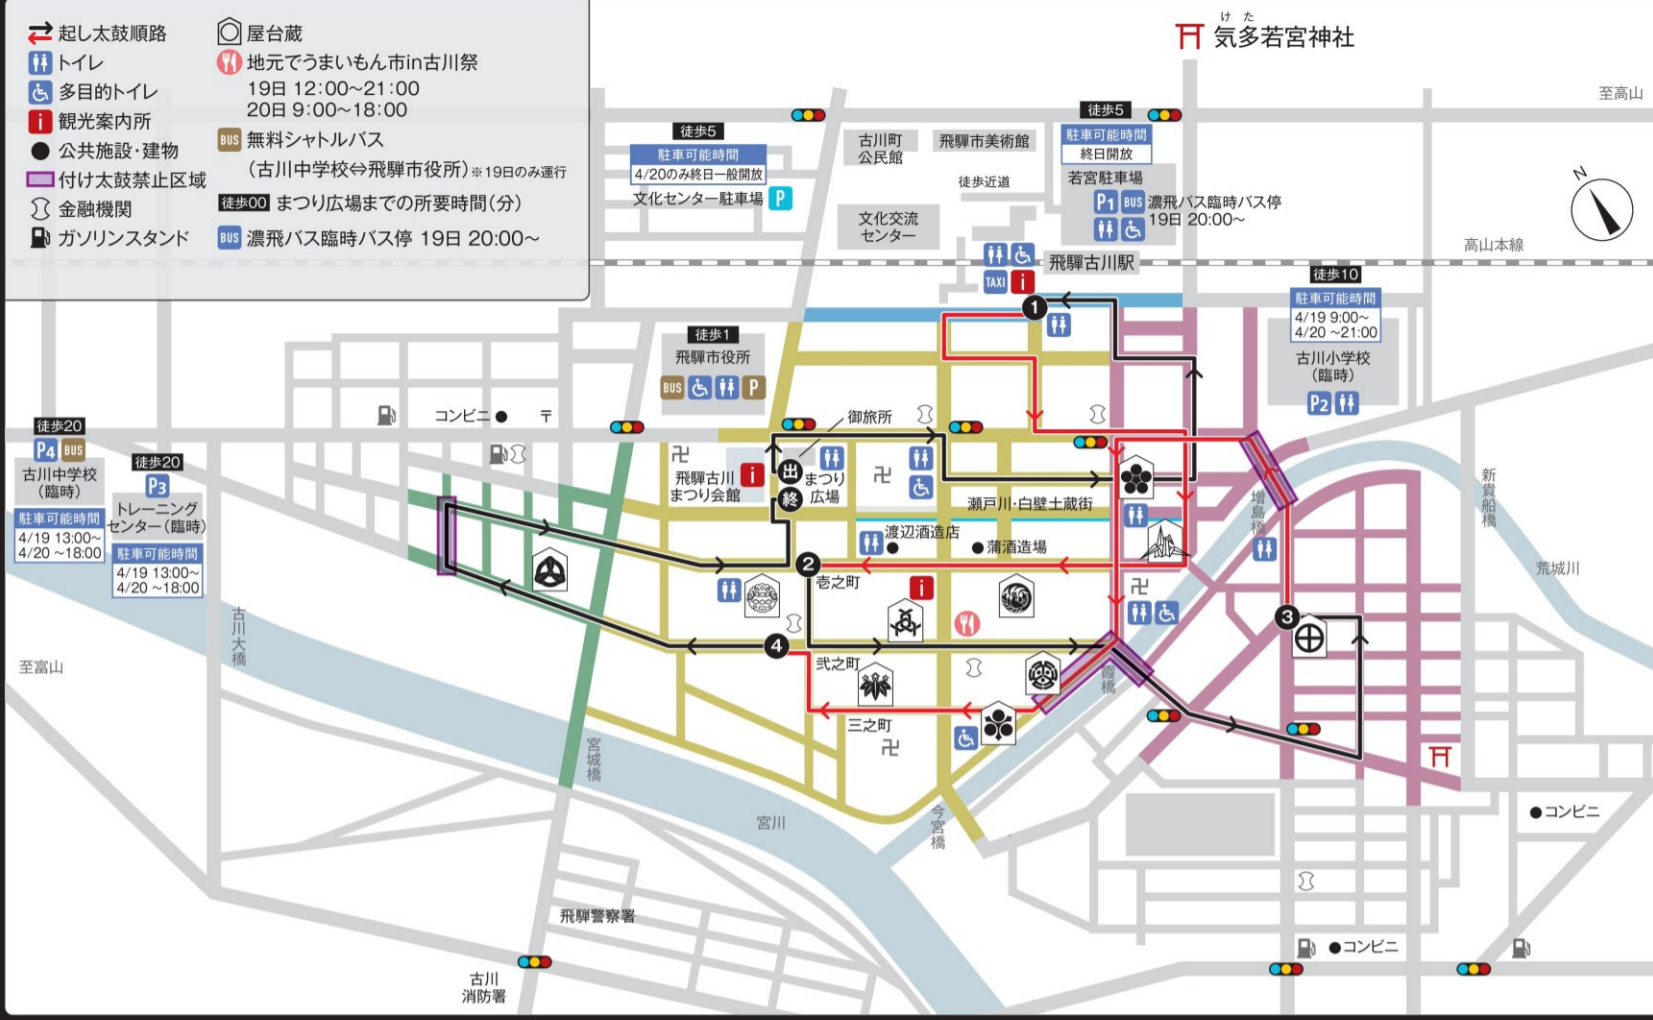 起し太鼓順路
トイレ
多目的トイレ
観光案内所
公共施設・建物
付け太鼓禁止区域
金融機関
ガソリンスタンド
屋台蔵
地元でうまいもん市in古川祭
19日 12:00～21:00
20日 9:00～18:00
BUS 無料シャトルバス
(古川中学校⇔飛騨市役所)※19日のみ運行
徒歩00 まつり広場までの所要時間(分)
BUS 濃飛バス臨時バス停 19日 20:00～
けた
気多若宮神社
至高山
N
高山本線
徒歩5
駐車可能時間
4/20のみ終日一般開放
文化センター駐車場 P
古川町
公民館
飛騨市美術館
徒歩近道
文化交流
センター
徒歩5
駐車可能時間
終日開放
若宮駐車場
P1 BUS 濃飛バス臨時バス停
19日 20:00～
飛騨古川駅
TAXI i
1
徒歩10
駐車可能時間
4/19 9:00～
4/20 ～21:00
古川小学校
(臨時)
P2
徒歩1
飛騨市役所
BUS P
コンビニ
〒
御旅所
卍
飛騨古川
まつり会館
i
出
終
まつり
広場
卍
瀬戸川・白壁土蔵街
渡辺酒造店
蒲酒造場
2
壱之町
i
卍
増島橋
新貴船橋
荒城川
3
4
弐之町
三之町
卍
霞橋
今宮橋
宮川
宮城橋
古川大橋
至富山
徒歩20
P4 BUS
古川中学校
(臨時)
駐車可能時間
4/19 13:00～
4/20 ～18:00
徒歩20
P3
トレーニング
センター(臨時)
駐車可能時間
4/19 13:00～
4/20 ～18:00
コンビニ
コンビニ
飛騨警察署
古川
消防署